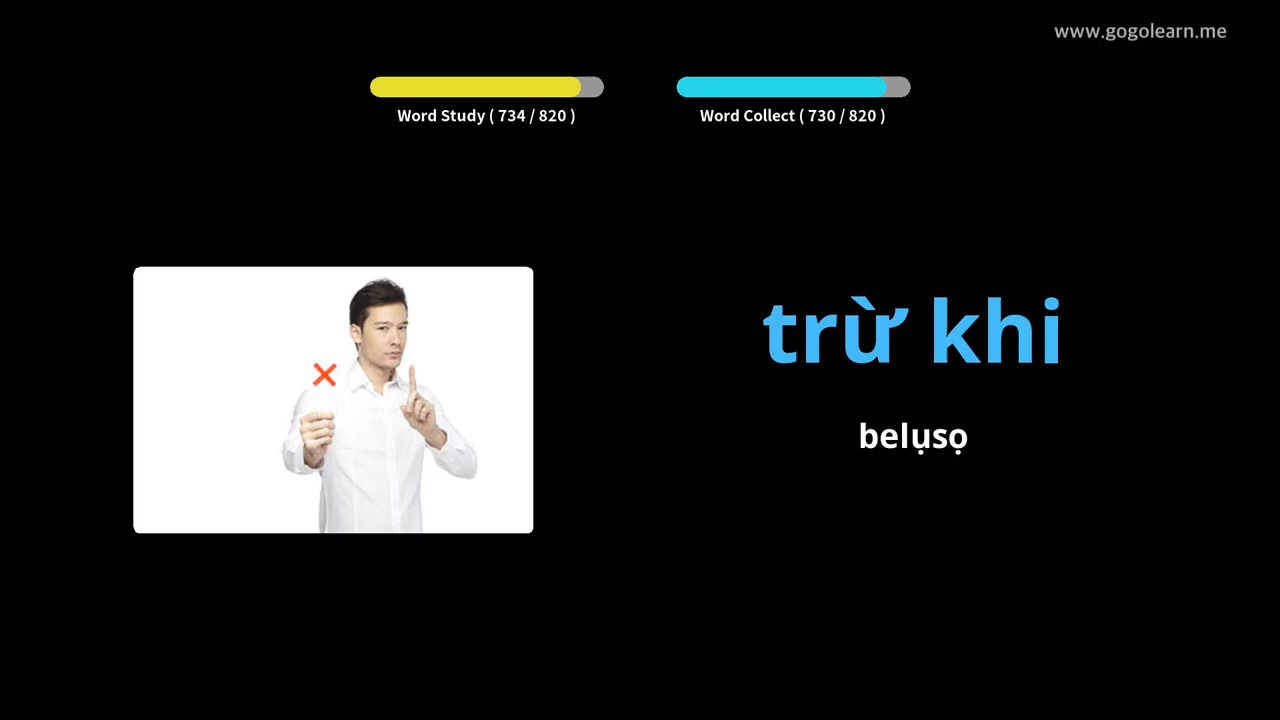 www.gogolearn.me
Word Study ( 734 / 820 )
Word Collect ( 730 / 820 )
trừ khi
belụsọ